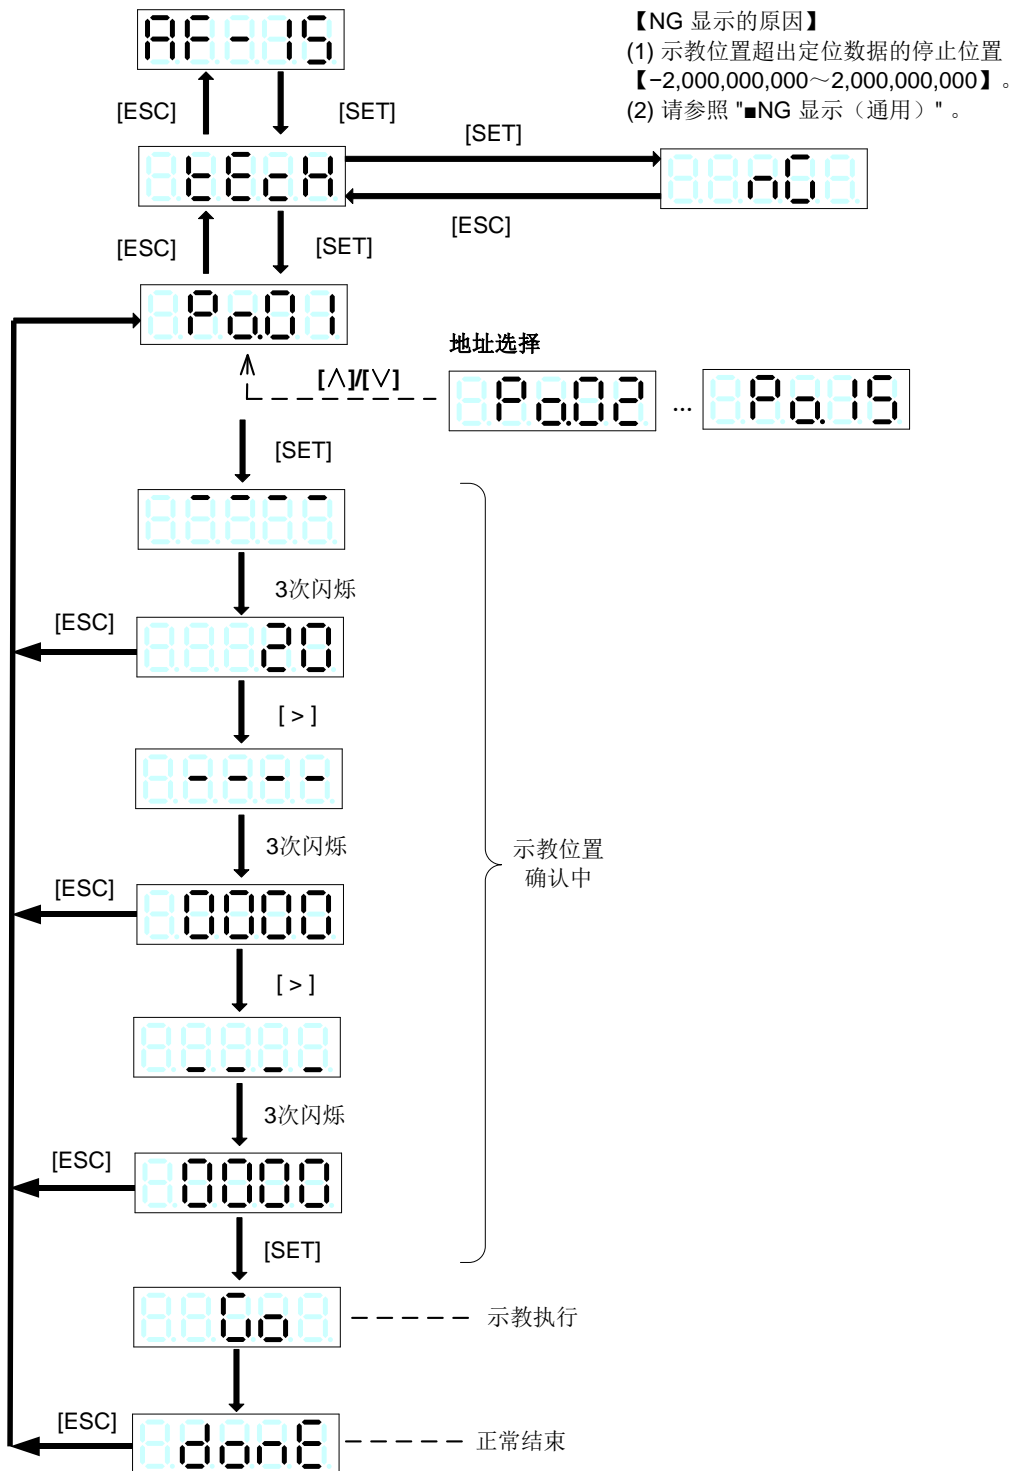 AF-15
【NG 显示的原因】
(1) 示教位置超出定位数据的停止位置
【−2,000,000,000～2,000,000,000】。
(2) 请参照 "■NG 显示（通用）" 。
[ESC]
[SET]
[SET]
tEcH
nG
[ESC]
[ESC]
[SET]
Po.01
地址选择
[∧]/[∨]
Po.02 ... Po.15
[SET]
- - - -
3次闪烁
[ESC]
20
[ > ]
- - - -
3次闪烁
示教位置
确认中
[ESC]
0000
[ > ]
_ _ _ _
3次闪烁
[ESC]
0000
[SET]
Go
示教执行
[ESC]
donE
正常结束